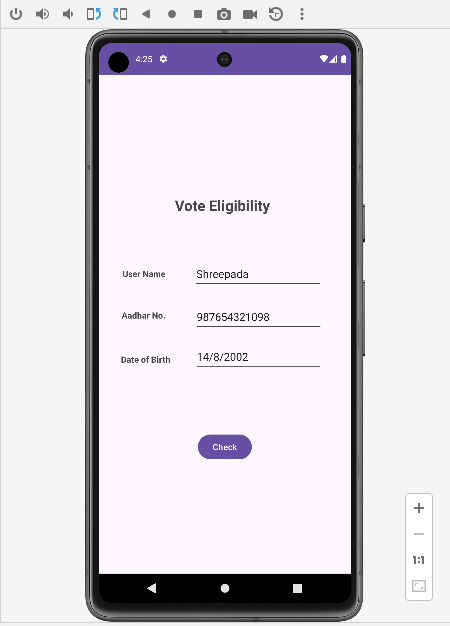 4:25
Vote Eligibility
User Name Shreepada
Aadhar No. 987654321098
Date of Birth 14/8/2002
Check
1:1